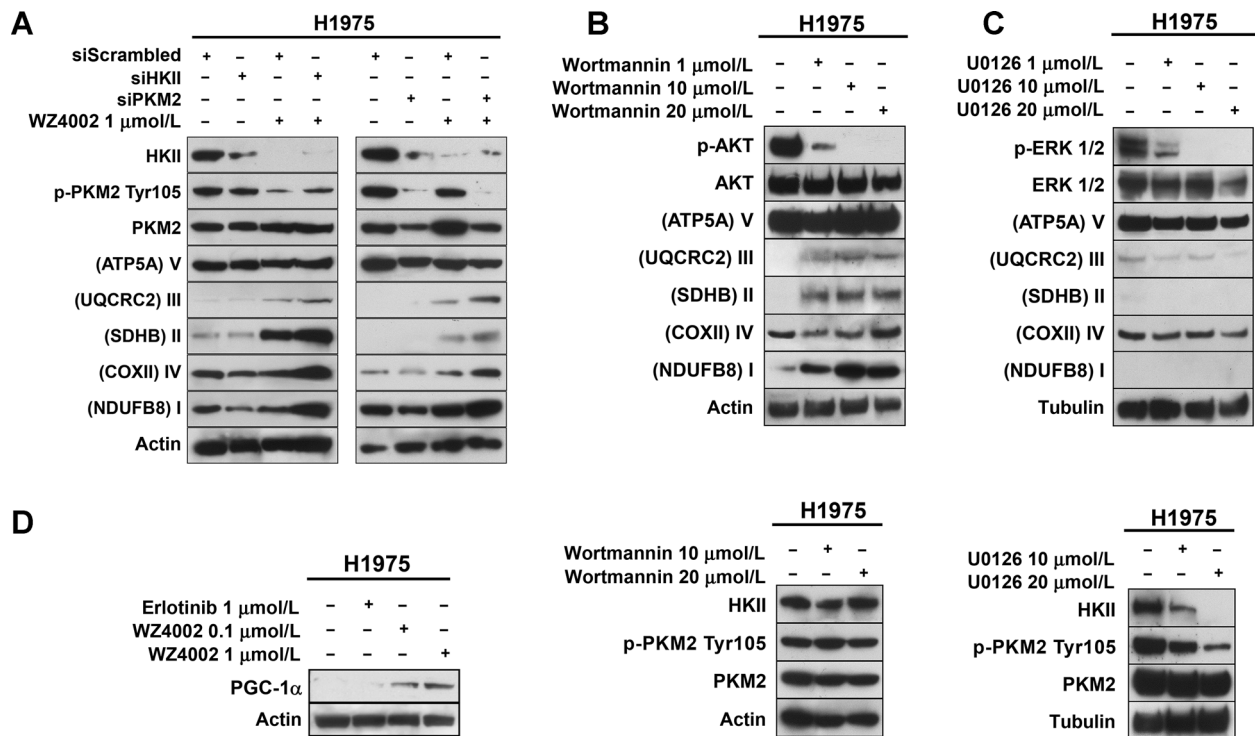 A
H1975
siScrambled + – + – + – + –
siHKII – + – + – – – –
siPKM2 – – – – – + – +
WZ4002 1 μmol/L – – + + – – + +
HKII
p-PKM2 Tyr105
PKM2
(ATP5A) V
(UQCRC2) III
(SDHB) II
(COXII) IV
(NDUFB8) I
Actin
B
H1975
Wortmannin 1 μmol/L – + – –
Wortmannin 10 μmol/L – – + –
Wortmannin 20 μmol/L – – – +
p-AKT
AKT
(ATP5A) V
(UQCRC2) III
(SDHB) II
(COXII) IV
(NDUFB8) I
Actin
H1975
Wortmannin 10 μmol/L – + –
Wortmannin 20 μmol/L – – +
HKII
p-PKM2 Tyr105
PKM2
Actin
C
H1975
U0126 1 μmol/L – + – –
U0126 10 μmol/L – – + –
U0126 20 μmol/L – – – +
p-ERK 1/2
ERK 1/2
(ATP5A) V
(UQCRC2) III
(SDHB) II
(COXII) IV
(NDUFB8) I
Tubulin
H1975
U0126 10 μmol/L – + –
U0126 20 μmol/L – – +
HKII
p-PKM2 Tyr105
PKM2
Tubulin
D
H1975
Erlotinib 1 μmol/L – + – –
WZ4002 0.1 μmol/L – – + –
WZ4002 1 μmol/L – – – +
PGC-1α
Actin